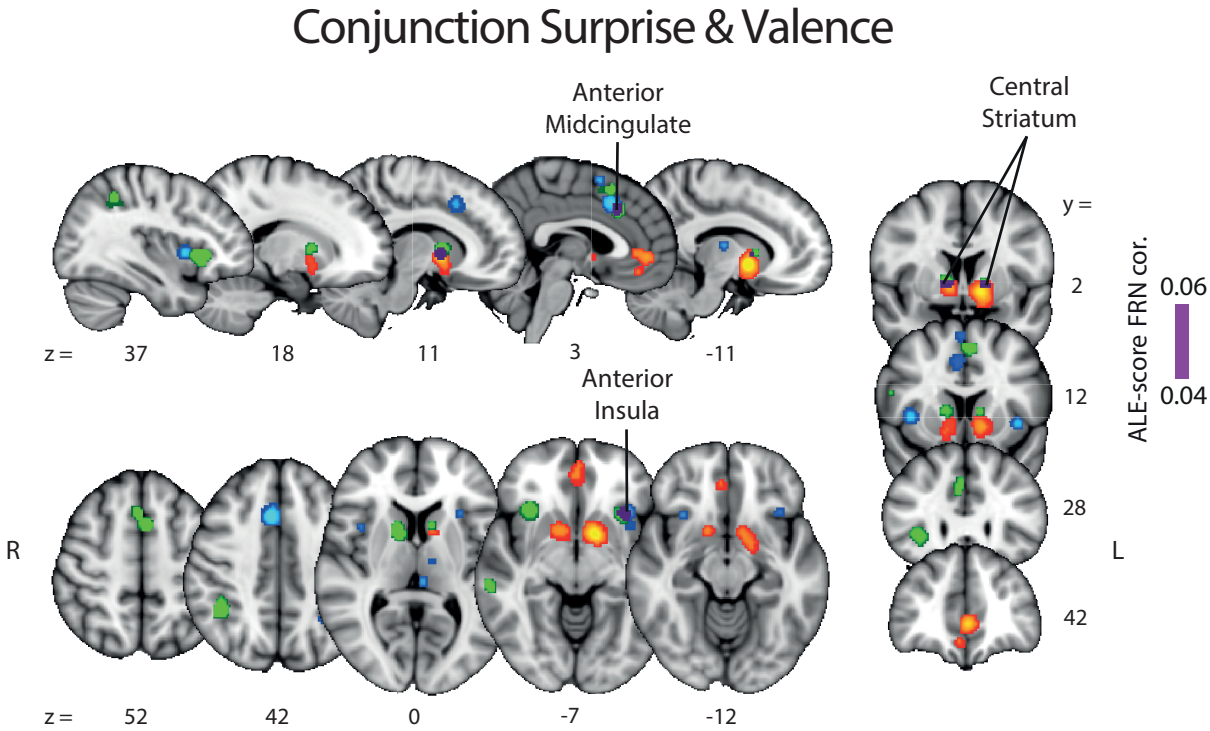 Conjunction Surprise & Valence
Anterior
Midcingulate
Central
Striatum
z = 37 18 11 3 -11
Anterior
Insula
R
z = 52 42 0 -7 -12
y =
2
12
28
42
L
ALE-score FRN cor.
0.06
0.04